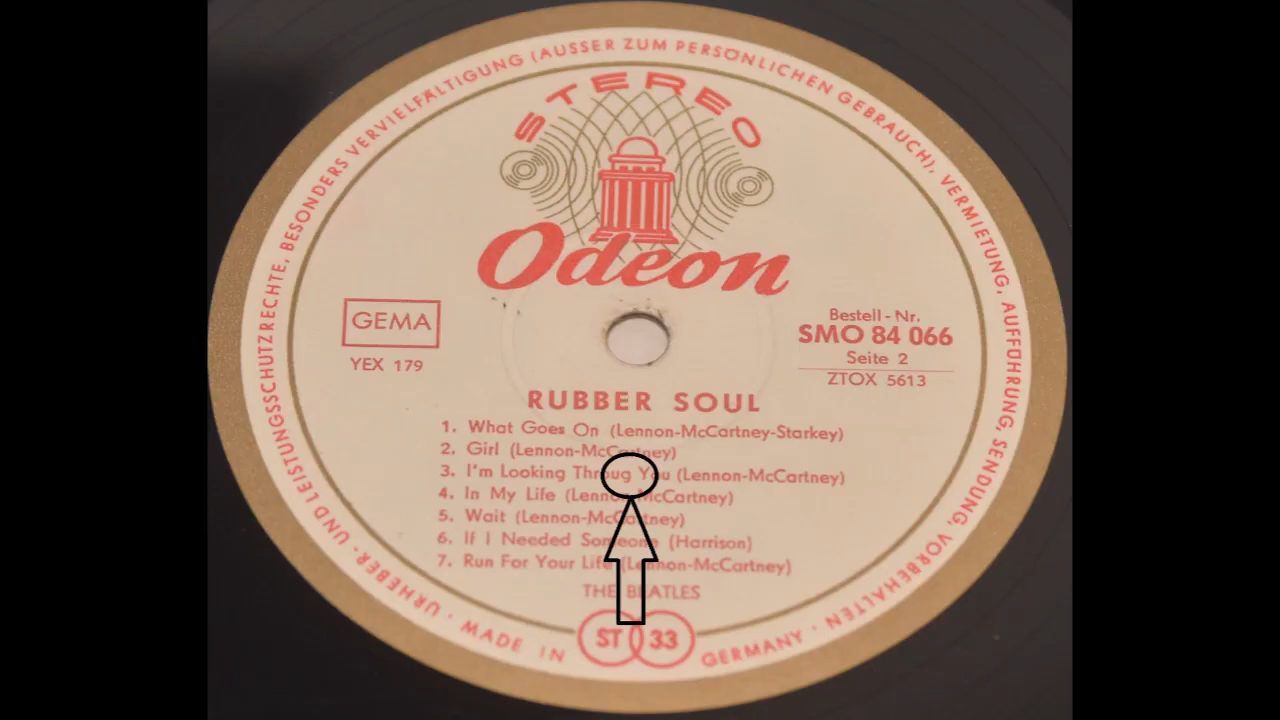 URHEBER- UND LEISTUNGSSCHUTZRECHTE, BESONDERS VERVIELFÄLTIGUNG (AUSSER ZUM PERSÖNLICHEN GEBRAUCH), VERMIETUNG, AUFFÜHRUNG, SENDUNG, VORBEHALTEN · MADE IN GERMANY ·
STEREO
Odeon
GEMA
YEX 179
Bestell-Nr.
SMO 84 066
Seite 2
ZTOX 5613
RUBBER SOUL
1. What Goes On (Lennon-McCartney-Starkey)
2. Girl (Lennon-McCartney)
3. I'm Looking Throug You (Lennon-McCartney)
4. In My Life (Lennon-McCartney)
5. Wait (Lennon-McCartney)
6. If I Needed Someone (Harrison)
7. Run For Your Life (Lennon-McCartney)
THE BEATLES
ST 33